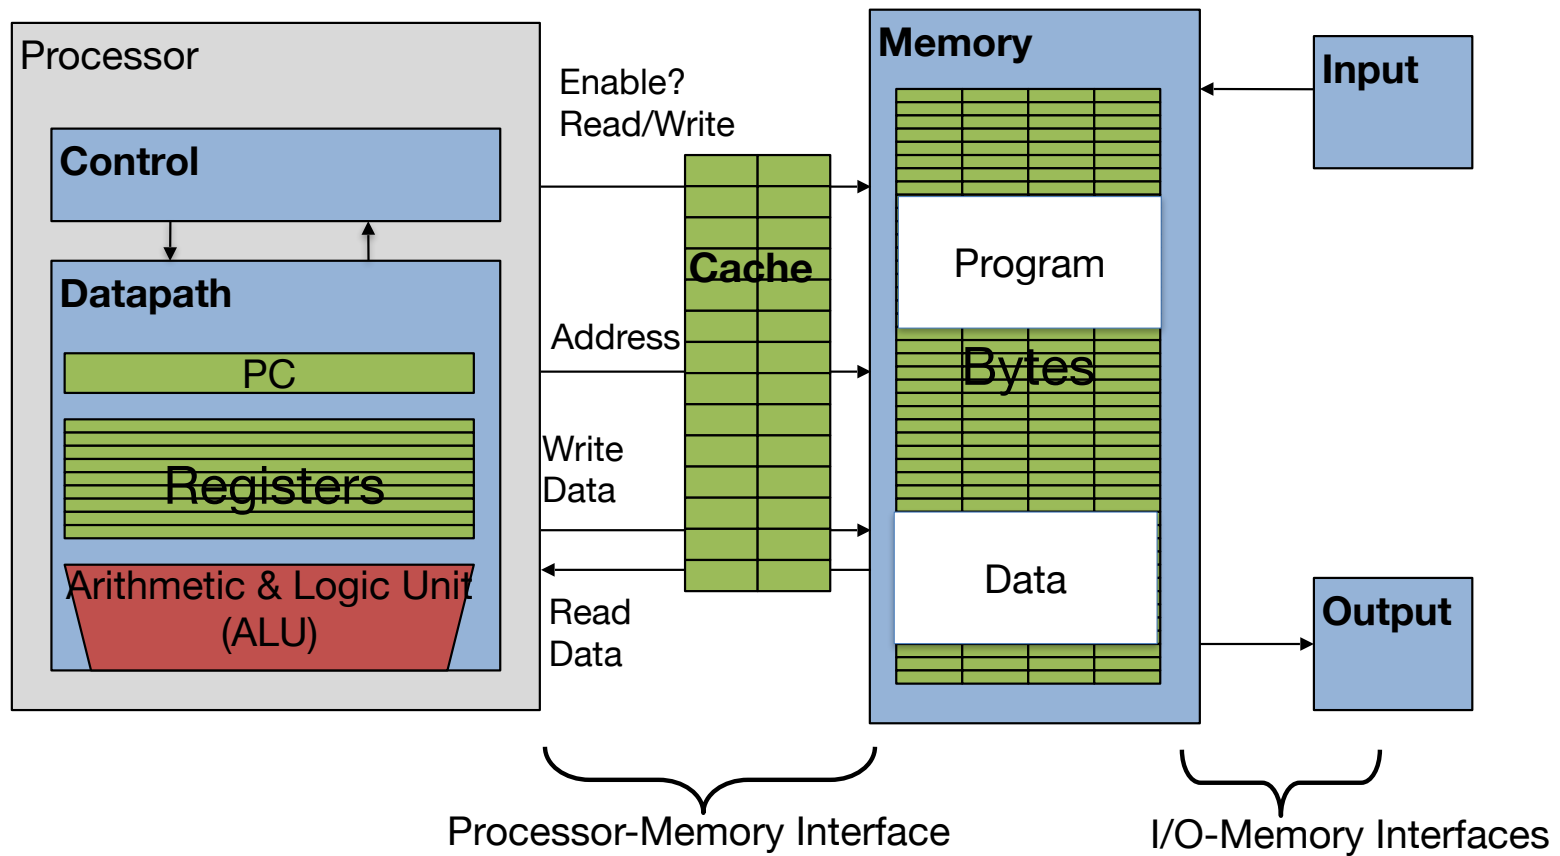 Processor
Control
Datapath
PC
Registers
Arithmetic & Logic Unit
(ALU)
Enable?
Read/Write
Cache
Address
Write
Data
Read
Data
Memory
Program
Bytes
Data
Input
Output
Processor-Memory Interface
I/O-Memory Interfaces